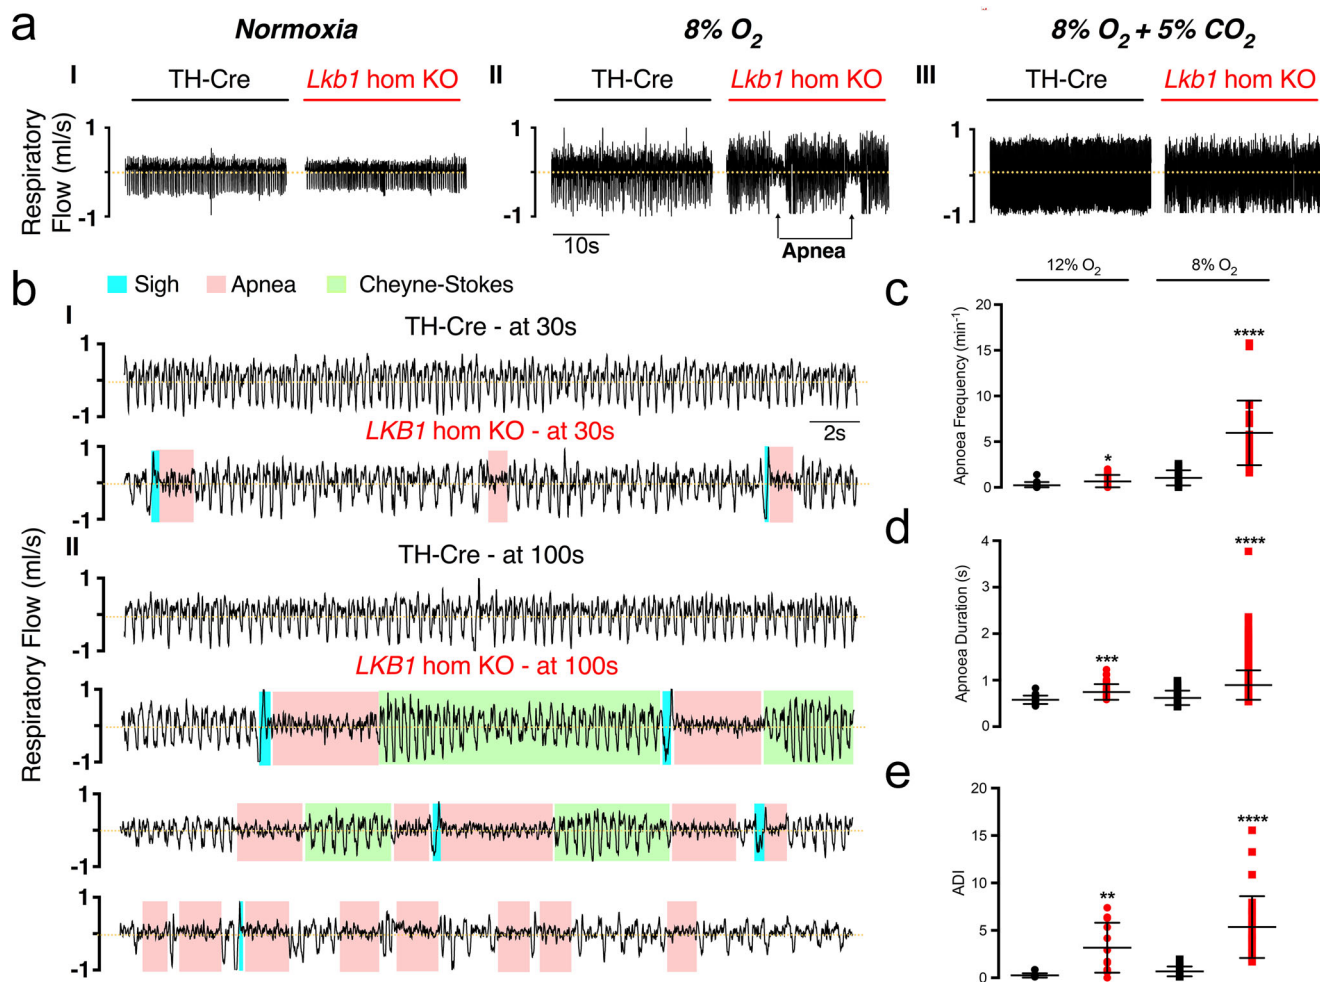 a
Normoxia
8% O2
8% O2 + 5% CO2
I
TH-Cre
Lkb1 hom KO
II
TH-Cre
Lkb1 hom KO
III
TH-Cre
Lkb1 hom KO
Respiratory
Flow (ml/s)
1
0
-1
1
0
-1
1
0
-1
10s
Apnea
b
Sigh
Apnea
Cheyne-Stokes
I
TH-Cre - at 30s
1
-1
2s
LKB1 hom KO - at 30s
1
-1
II
TH-Cre - at 100s
1
-1
LKB1 hom KO - at 100s
1
-1
1
-1
1
-1
Respiratory Flow (ml/s)
12% O2
8% O2
c
Apnoea Frequency (min-1)
20
15
10
5
0
*
****
d
Apnoea Duration (s)
4
3
2
1
0
***
****
e
ADI
20
15
10
5
0
**
****